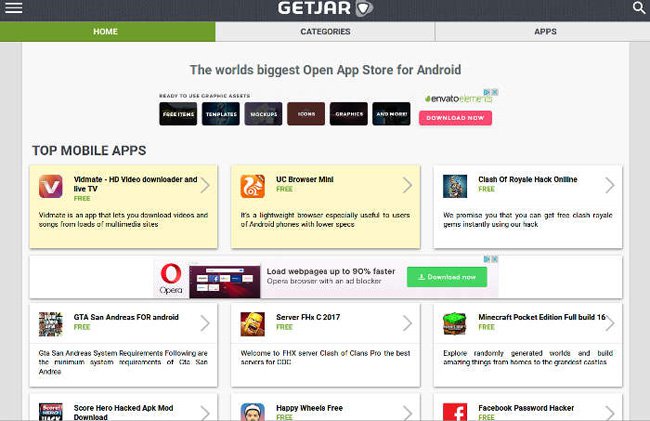 GETJAR
HOME CATEGORIES APPS
The worlds biggest Open App Store for Android
READY TO USE GRAPHIC ASSETS
FREE ITEMS TEMPLATES MOCKUPS ICONS GRAPHICS AND MORE!
envatoelements
DOWNLOAD NOW
TOP MOBILE APPS
Vidmate - HD Video downloader and
live TV
FREE
Vidmate is an app that lets you download videos and
songs from loads of multimedia sites
UC Browser Mini
FREE
It's a lightweight browser especially useful to users
of Android phones with lower specs
Clash Of Royale Hack Online
FREE
We promise you that you can get free clash royale
gems instantly using our hack
Opera
Load webpages up to 90% faster
Opera browser with an ad blocker
Download now
GTA San Andreas FOR android
FREE
Gta San Andreas System Requirements Following are
the minimum system requirements of Gta San
Andrea
Server FHx C 2017
FREE
Welcome to FHX server Clash of Clans Pro the best
servers for COC
Minecraft Pocket Edition Full build 16
FREE
Explore randomly generated worlds and build
amazing things from homes to the grandest castles
Score Hero Hacked Apk Mod
Download
Happy Wheels Free
FREE
Facebook Password Hacker
FREE